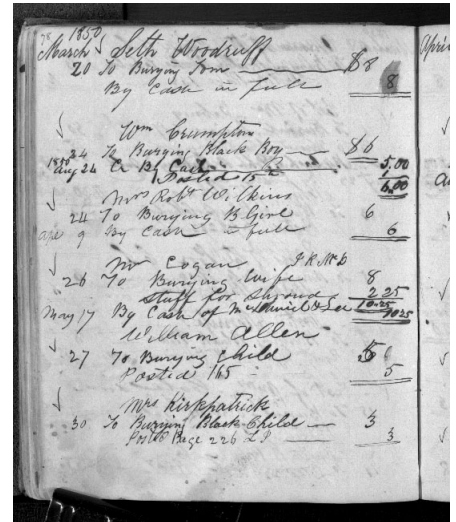 78 1850
March Seth Woodruff
20 To Burying Tom $8
By Cash in full 8
Wm Crumpton
24 To Burying Black Boy $6
1850 Aug 24 Cr By Cash 5.00
Posted 15 1
6.00
Mrs Robt Wilkins
24 To Burying B Girl 6
Apr 9 By Cash in full 6
Mr Cogan
26 To Burying Wife 8
Stuff for Shroud 2.25
May 17 By Cash of & Lee 10.25 10.25
William Allen
27 To Burying Child 5
Posted 165 5
Mrs Kirkpatrick
30 To Burying Black Child 3
Posted Page 226 3
April